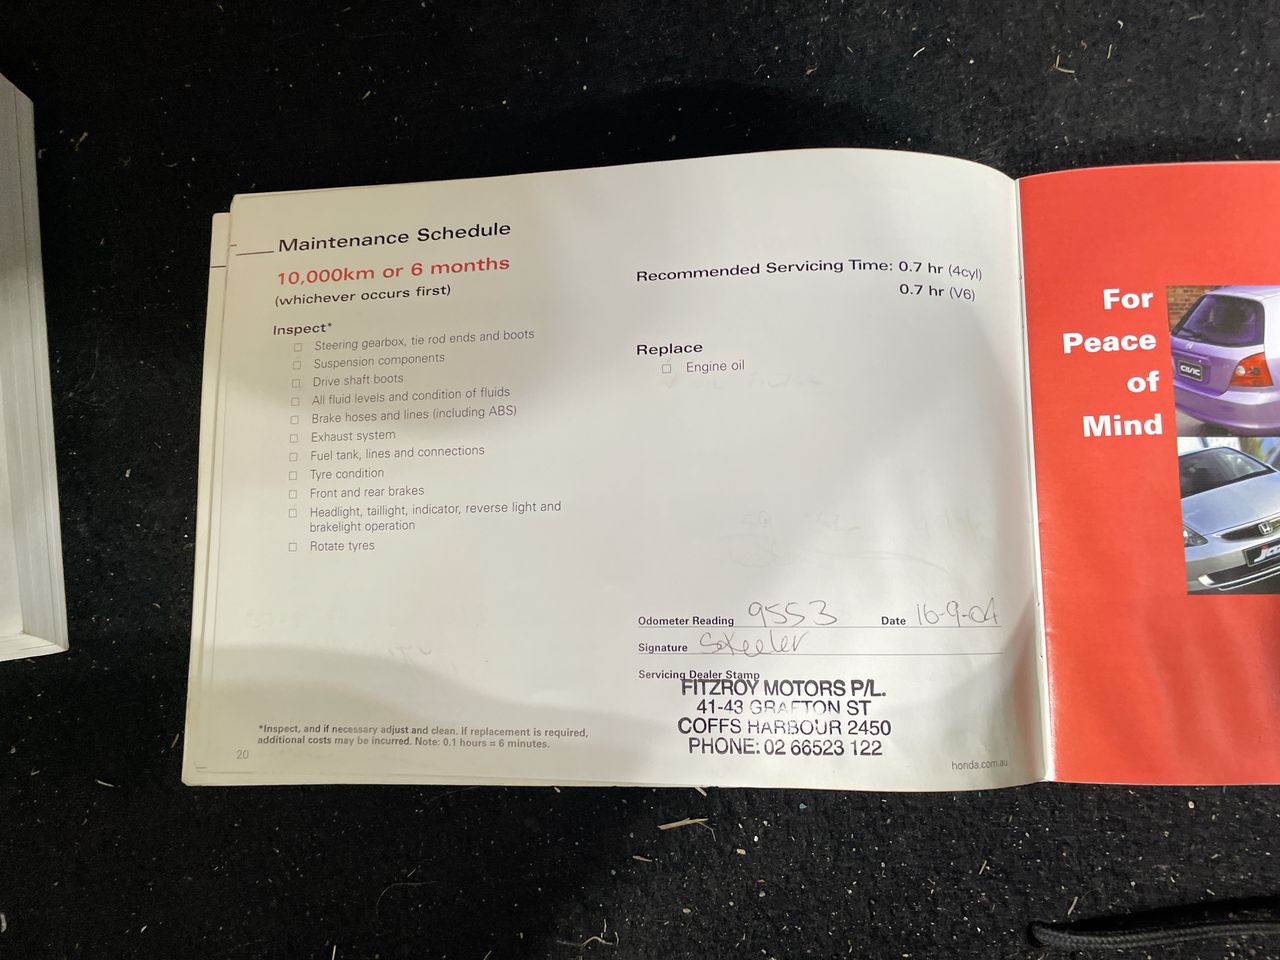 Maintenance Schedule
10,000km or 6 months
(whichever occurs first)
Inspect*
Steering gearbox, tie rod ends and boots
Suspension components
Drive shaft boots
All fluid levels and condition of fluids
Brake hoses and lines (including ABS)
Exhaust system
Fuel tank, lines and connections
Tyre condition
Front and rear brakes
Headlight, taillight, indicator, reverse light and
brakelight operation
Rotate tyres
*Inspect, and if necessary adjust and clean. If replacement is required,
additional costs may be incurred. Note: 0.1 hours = 6 minutes.
20
Recommended Servicing Time: 0.7 hr (4cyl)
0.7 hr (V6)
Replace
Engine oil
Odometer Reading 9553 Date 16-9-04
Signature
Servicing Dealer Stamp
FITZROY MOTORS P/L.
41-43 GRAFTON ST
COFFS HARBOUR 2450
PHONE: 02 66523 122
honda.com.au
For
Peace
of
Mind
CIVIC